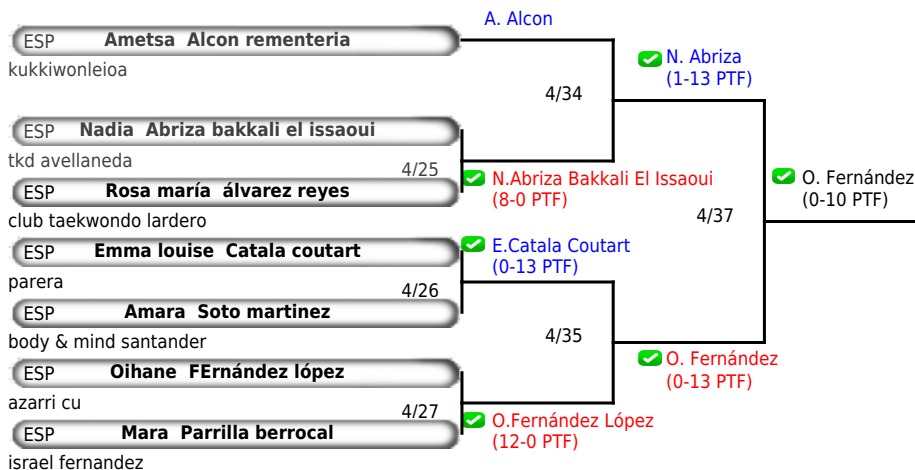 A. Alcon
ESP Ametsa Alcon rementeria
kukkiwonleioa
N. Abriza
(1-13 PTF)
4/34
ESP Nadia Abriza bakkali el issaoui
tkd avellaneda
4/25
N.Abriza Bakkali El Issaoui
(8-0 PTF)
ESP Rosa maría álvarez reyes
club taekwondo lardero
O. Fernández
(0-10 PTF)
4/37
ESP Emma louise Catala coutart
parera
E.Catala Coutart
(0-13 PTF)
4/26
ESP Amara Soto martinez
body & mind santander
4/35
O. Fernández
(0-13 PTF)
ESP Oihane FErnández lópez
azarri cu
4/27
O.Fernández López
(12-0 PTF)
ESP Mara Parrilla berrocal
israel fernandez